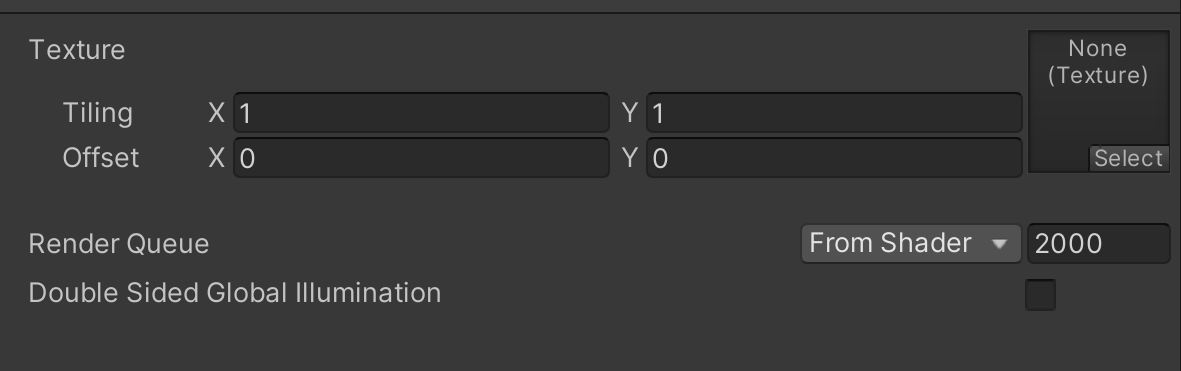 Texture
None
(Texture)
Tiling X 1 Y 1
Offset X 0 Y 0
Select
Render Queue From Shader 2000
Double Sided Global Illumination